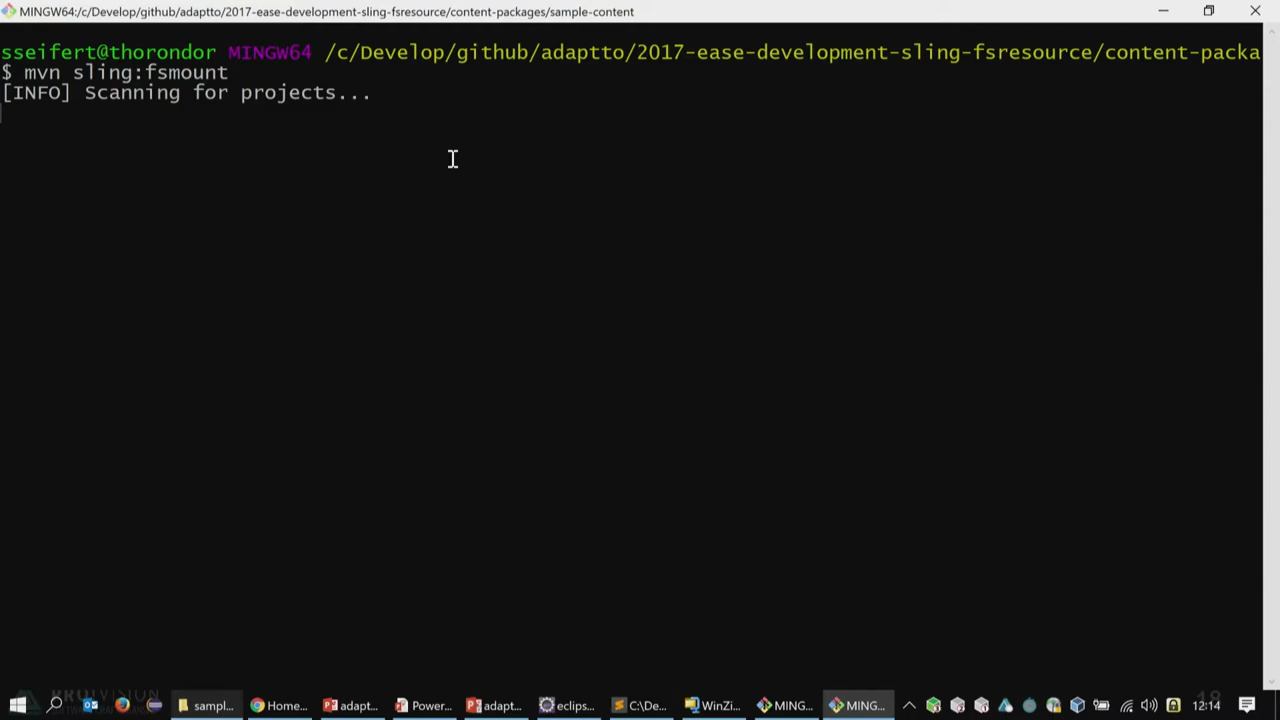 MINGW64:/c/Develop/github/adaptto/2017-ease-development-sling-fsresource/content-packages/sample-content
sseifert@thorondor MINGW64 /c/Develop/github/adaptto/2017-ease-development-sling-fsresource/content-packa
$ mvn sling:fsmount
[INFO] Scanning for projects...
sampl... Home... adapt... Power... adapt... eclips... C:\De... WinZi... MING... MING... 12:14